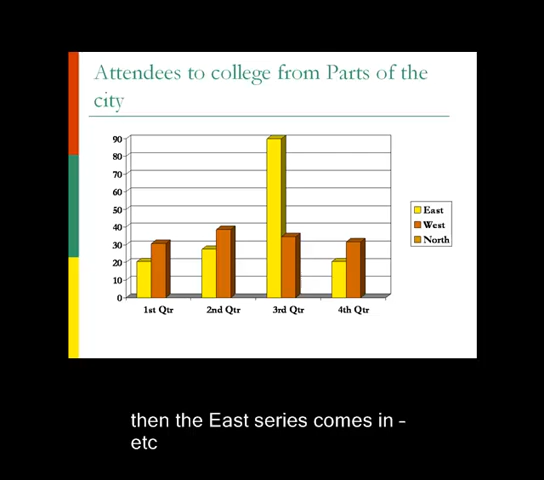 Attendees to college from Parts of the
city
90
80
70
60
50
40
30
20
10
0
1st Qtr 2nd Qtr 3rd Qtr 4th Qtr
East
West
North
then the East series comes in –
etc